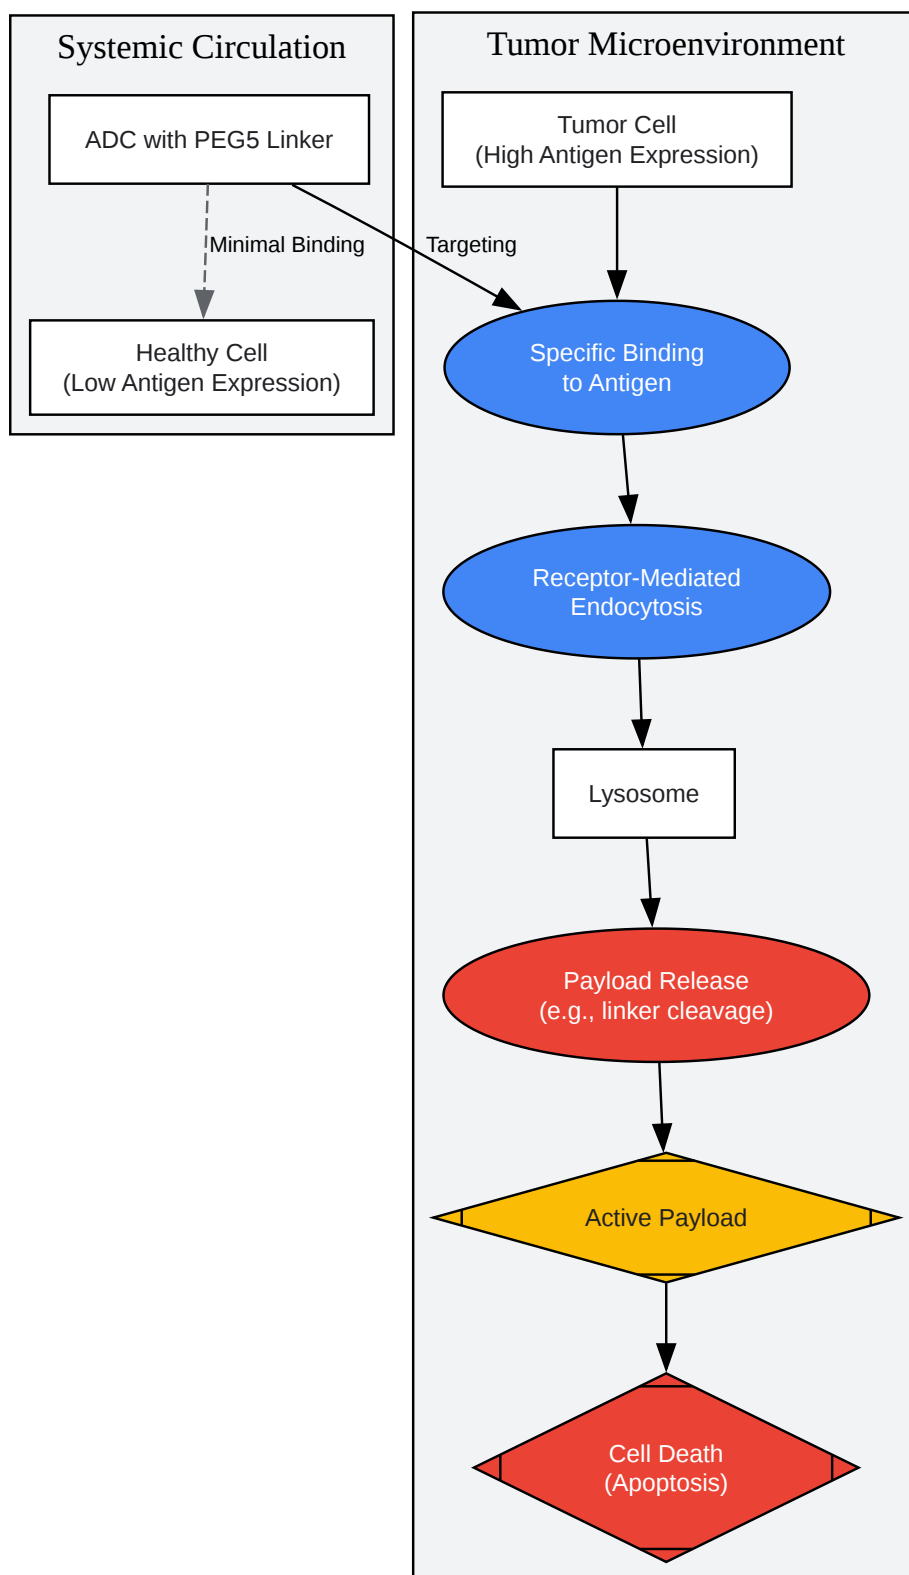 Systemic Circulation
ADC with PEG5 Linker
Minimal Binding
Healthy Cell
(Low Antigen Expression)
Tumor Microenvironment
Tumor Cell
(High Antigen Expression)
Targeting
Specific Binding
to Antigen
Receptor-Mediated
Endocytosis
Lysosome
Payload Release
(e.g., linker cleavage)
Active Payload
Cell Death
(Apoptosis)